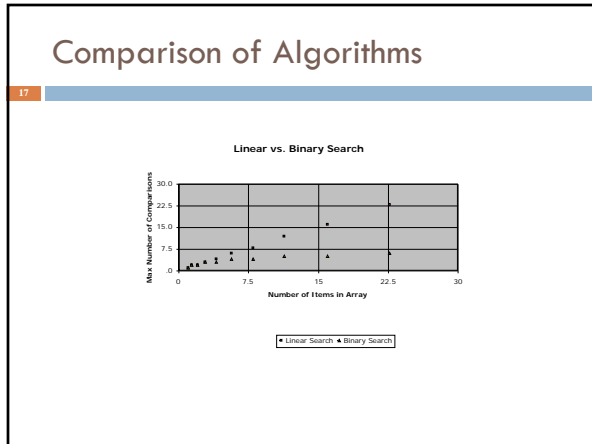 Comparison of Algorithms
17
Linear vs. Binary Search
Max Number of Comparisons
30.0
22.5
15.0
7.5
.0
0 7.5 15 22.5 30
Number of Items in Array
Linear Search Binary Search